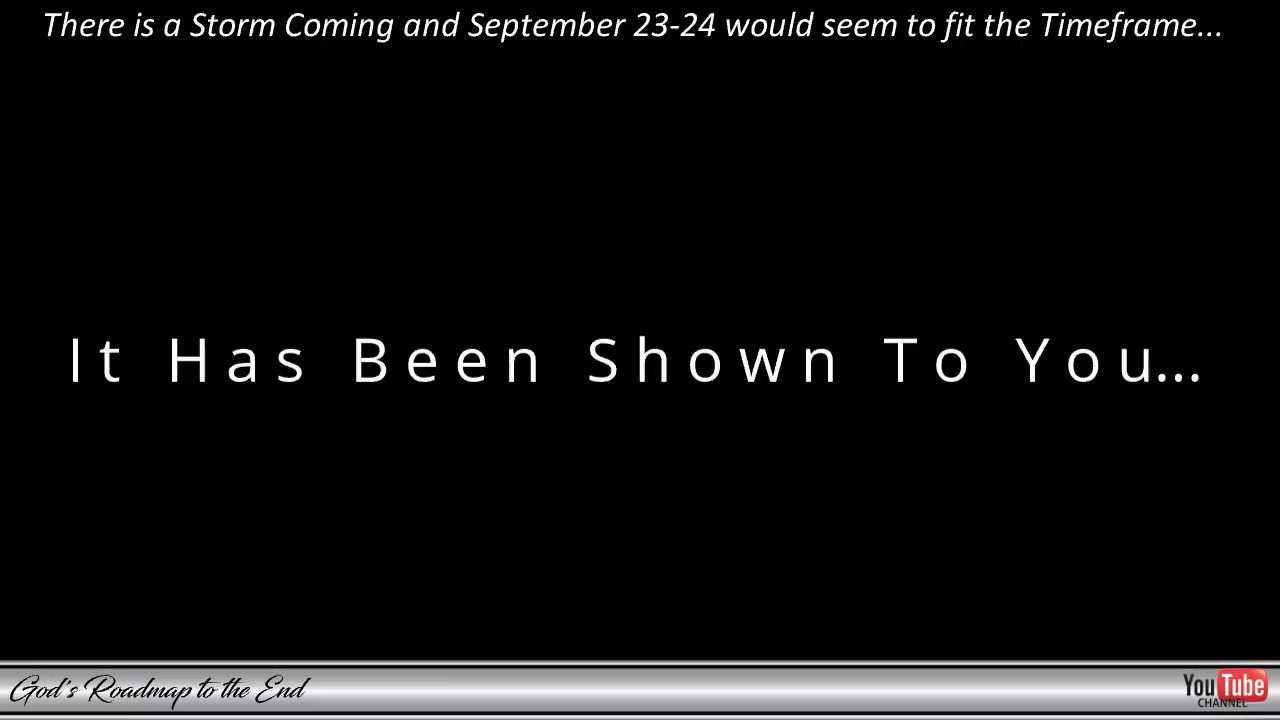 There is a Storm Coming and September 23-24 would seem to fit the Timeframe...
It Has Been Shown To You...
God's Roadmap to the End
YouTube
CHANNEL